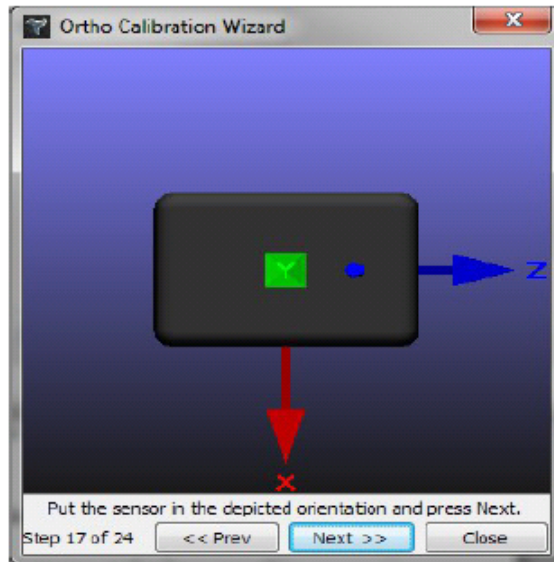 Ortho Calibration Wizard
Y
Z
X
Put the sensor in the depicted orientation and press Next.
Step 17 of 24
<< Prev
Next >>
Close